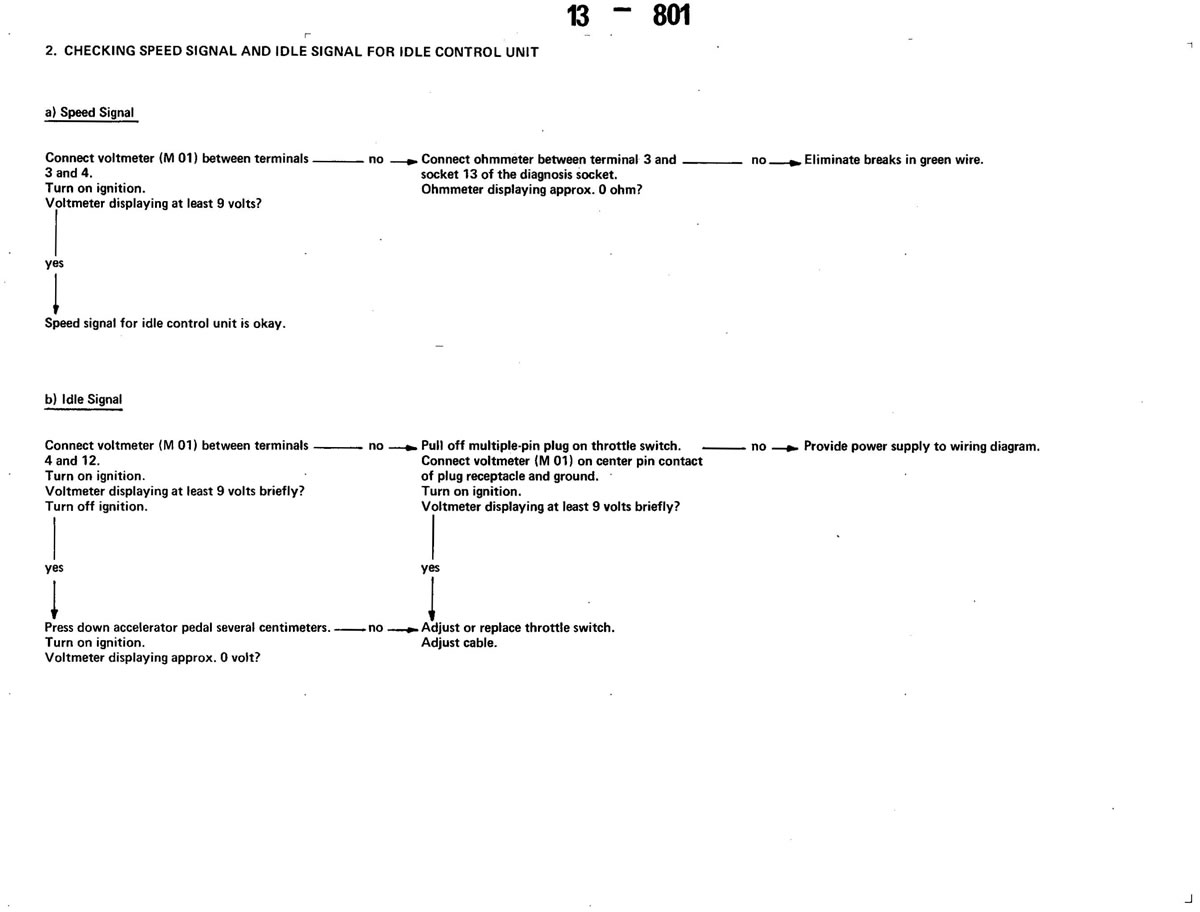 13 – 801
2. CHECKING SPEED SIGNAL AND IDLE SIGNAL FOR IDLE CONTROL UNIT
a) Speed Signal
Connect voltmeter (M 01) between terminals
3 and 4.
Turn on ignition.
Voltmeter displaying at least 9 volts?
no
Connect ohmmeter between terminal 3 and
socket 13 of the diagnosis socket.
Ohmmeter displaying approx. 0 ohm?
no
Eliminate breaks in green wire.
yes
Speed signal for idle control unit is okay.
b) Idle Signal
Connect voltmeter (M 01) between terminals
4 and 12.
Turn on ignition.
Voltmeter displaying at least 9 volts briefly?
Turn off ignition.
no
Pull off multiple-pin plug on throttle switch.
Connect voltmeter (M 01) on center pin contact
of plug receptacle and ground.
Turn on ignition.
Voltmeter displaying at least 9 volts briefly?
no
Provide power supply to wiring diagram.
yes
yes
Press down accelerator pedal several centimeters.
Turn on ignition.
Voltmeter displaying approx. 0 volt?
no
Adjust or replace throttle switch.
Adjust cable.